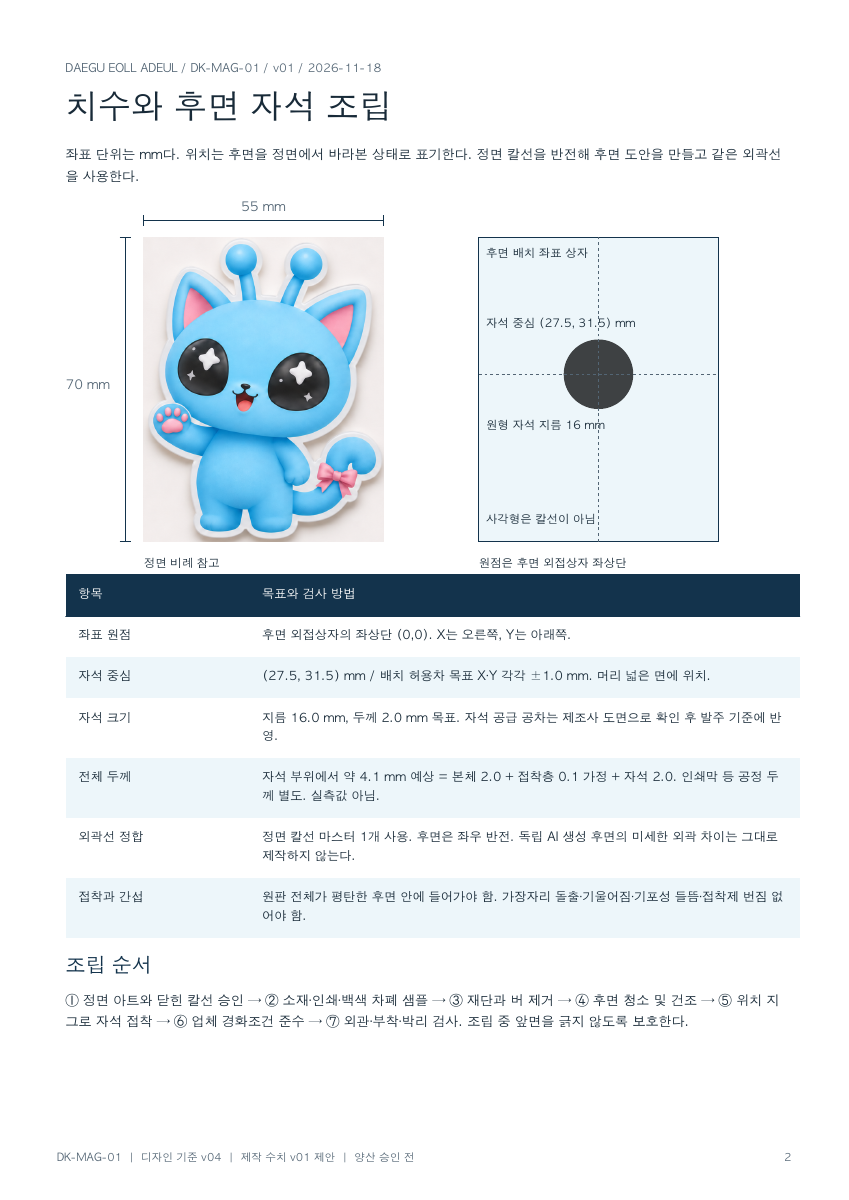 DAEGU EOLL ADEUL / DK-MAG-01 / v01 / 2026-11-18
치수와 후면 자석 조립
좌표 단위는 mm다. 위치는 후면을 정면에서 바라본 상태로 표기한다. 정면 칼선을 반전해 후면 도안을 만들고 같은 외곽선
을 사용한다.
55 mm
70 mm
정면 비례 참고
후면 배치 좌표 상자
자석 중심 (27.5, 31.5) mm
원형 자석 지름 16 mm
사각형은 칼선이 아님
원점은 후면 외접상자 좌상단
항목 목표와 검사 방법
좌표 원점 후면 외접상자의 좌상단 (0,0). X는 오른쪽, Y는 아래쪽.
자석 중심 (27.5, 31.5) mm / 배치 허용차 목표 X·Y 각각 ±1.0 mm. 머리 넓은 면에 위치.
자석 크기 지름 16.0 mm, 두께 2.0 mm 목표. 자석 공급 공차는 제조사 도면으로 확인 후 발주 기준에 반
영.
전체 두께 자석 부위에서 약 4.1 mm 예상 = 본체 2.0 + 접착층 0.1 가정 + 자석 2.0. 인쇄막 등 공정 두
께 별도. 실측값 아님.
외곽선 정합 정면 칼선 마스터 1개 사용. 후면은 좌우 반전. 독립 AI 생성 후면의 미세한 외곽 차이는 그대로
제작하지 않는다.
접착과 간섭 원판 전체가 평탄한 후면 안에 들어가야 함. 가장자리 돌출·기울어짐·기포성 들뜸·접착제 번짐 없
어야 함.
조립 순서
① 정면 아트와 닫힌 칼선 승인 → ② 소재·인쇄·백색 차폐 샘플 → ③ 재단과 버 제거 → ④ 후면 청소 및 건조 → ⑤ 위치 지
그로 자석 접착 → ⑥ 업체 경화조건 준수 → ⑦ 외관·부착·박리 검사. 조립 중 앞면을 긁지 않도록 보호한다.
DK-MAG-01 | 디자인 기준 v04 | 제작 수치 v01 제안 | 양산 승인 전
2